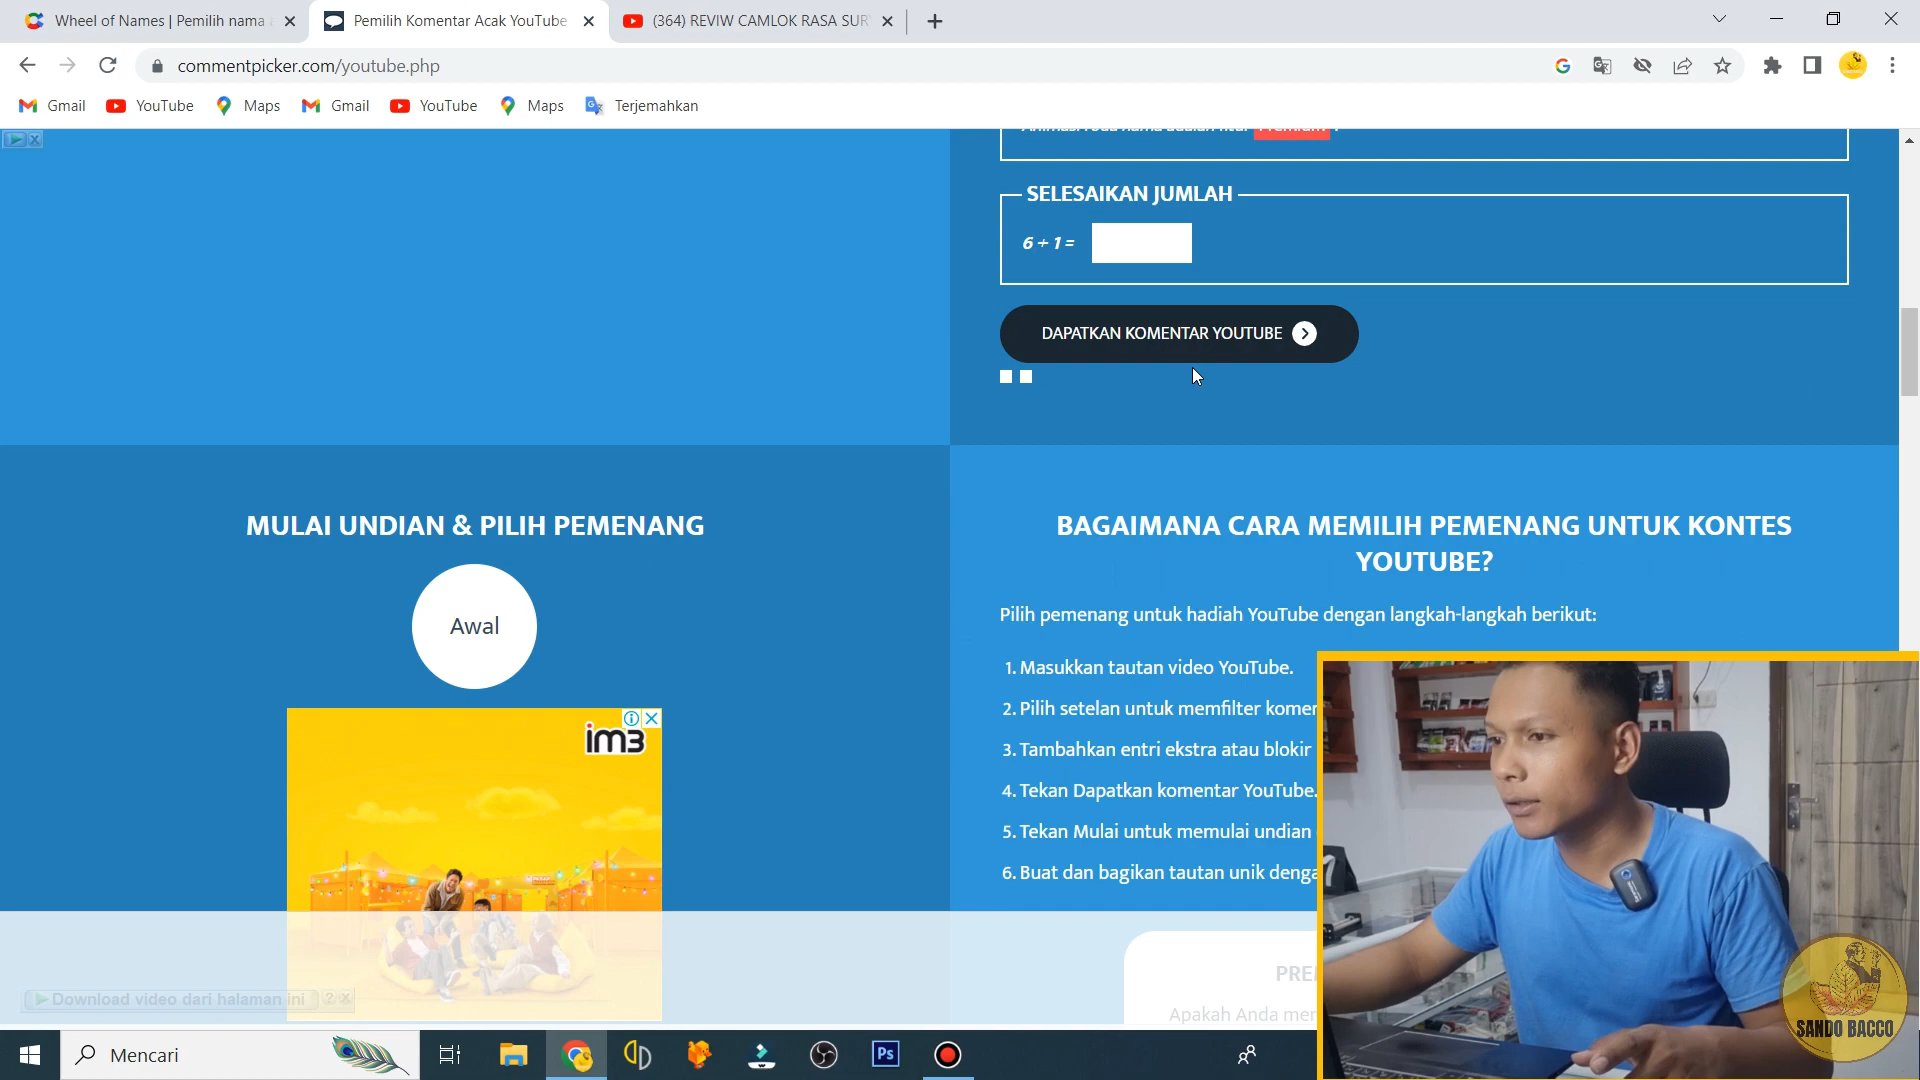 Wheel of Names | Pemilih nama
Pemilih Komentar Acak YouTube
(364) REVIW CAMLOK RASA SUR
commentpicker.com/youtube.php
Gmail
YouTube
Maps
Gmail
YouTube
Maps
Terjemahkan
SELESAIKAN JUMLAH
6 + 1 =
DAPATKAN KOMENTAR YOUTUBE
MULAI UNDIAN & PILIH PEMENANG
Awal
im3
Download video dari halaman ini
BAGAIMANA CARA MEMILIH PEMENANG UNTUK KONTES
YOUTUBE?
Pilih pemenang untuk hadiah YouTube dengan langkah-langkah berikut:
1. Masukkan tautan video YouTube.
2. Pilih setelan untuk memfilter komen
3. Tambahkan entri ekstra atau blokir
4. Tekan Dapatkan komentar YouTube.
5. Tekan Mulai untuk memulai undian
6. Buat dan bagikan tautan unik denga
PRE
Apakah Anda mer
SANDO BACCO
Mencari
Ps